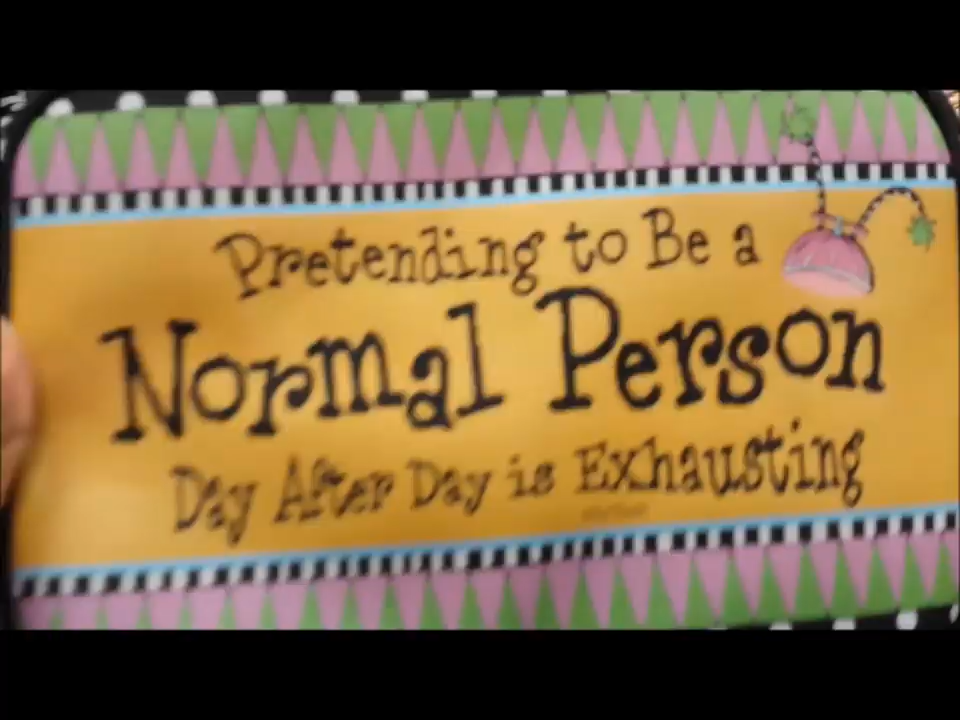 Pretending to Be a
Normal Person
Day After Day is Exhausting